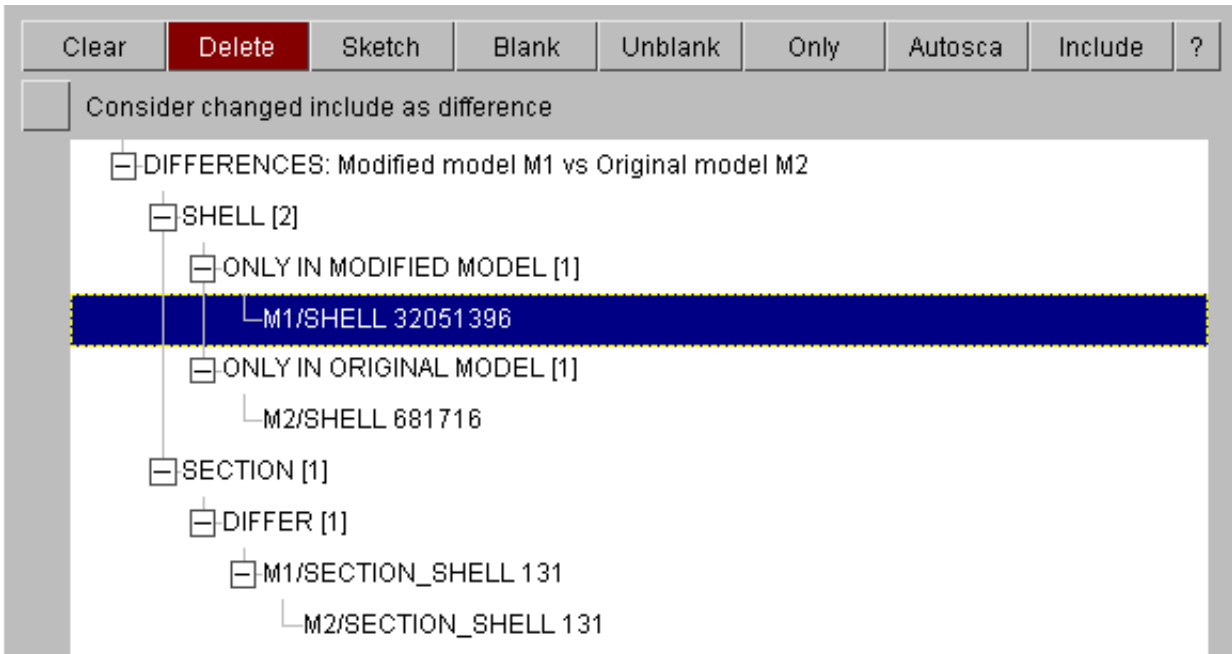 Clear Delete Sketch Blank Unblank Only Autosca Include ?
Consider changed include as difference
DIFFERENCES: Modified model M1 vs Original model M2
SHELL [2]
ONLY IN MODIFIED MODEL [1]
M1/SHELL 32051396
ONLY IN ORIGINAL MODEL [1]
M2/SHELL 681716
SECTION [1]
DIFFER [1]
M1/SECTION_SHELL 131
M2/SECTION_SHELL 131